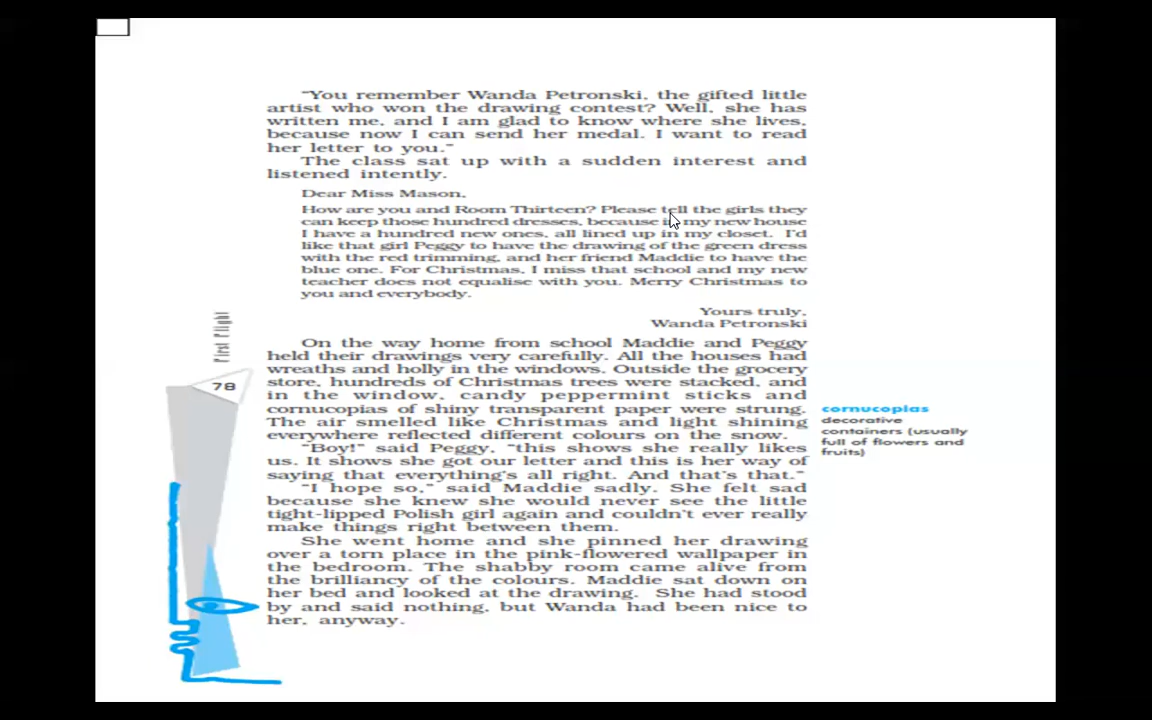 "You remember Wanda Petronski, the gifted little
artist who won the drawing contest? Well, she has
written me, and I am glad to know where she lives,
because now I can send her medal. I want to read
her letter to you."
The class sat up with a sudden interest and
listened intently.
Dear Miss Mason,
How are you and Room Thirteen? Please tell the girls they
can keep those hundred dresses, because in my new house
I have a hundred new ones, all lined up in my closet. I'd
like that girl Peggy to have the drawing of the green dress
with the red trimming, and her friend Maddie to have the
blue one. For Christmas, I miss that school and my new
teacher does not equalise with you. Merry Christmas to
you and everybody.
Yours truly,
Wanda Petronski
On the way home from school Maddie and Peggy
held their drawings very carefully. All the houses had
wreaths and holly in the windows. Outside the grocery
store, hundreds of Christmas trees were stacked, and
in the window, candy peppermint sticks and
cornucopias of shiny transparent paper were strung.
The air smelled like Christmas and light shining
everywhere reflected different colours on the snow.
"Boy!" said Peggy, "this shows she really likes
us. It shows she got our letter and this is her way of
saying that everything's all right. And that's that."
"I hope so," said Maddie sadly. She felt sad
because she knew she would never see the little
tight-lipped Polish girl again and couldn't ever really
make things right between them.
She went home and she pinned her drawing
over a torn place in the pink-flowered wallpaper in
the bedroom. The shabby room came alive from
the brilliancy of the colours. Maddie sat down on
her bed and looked at the drawing. She had stood
by and said nothing, but Wanda had been nice to
her, anyway.
cornucopias
decorative
containers (usually
full of flowers and
fruits)
First Flight
78